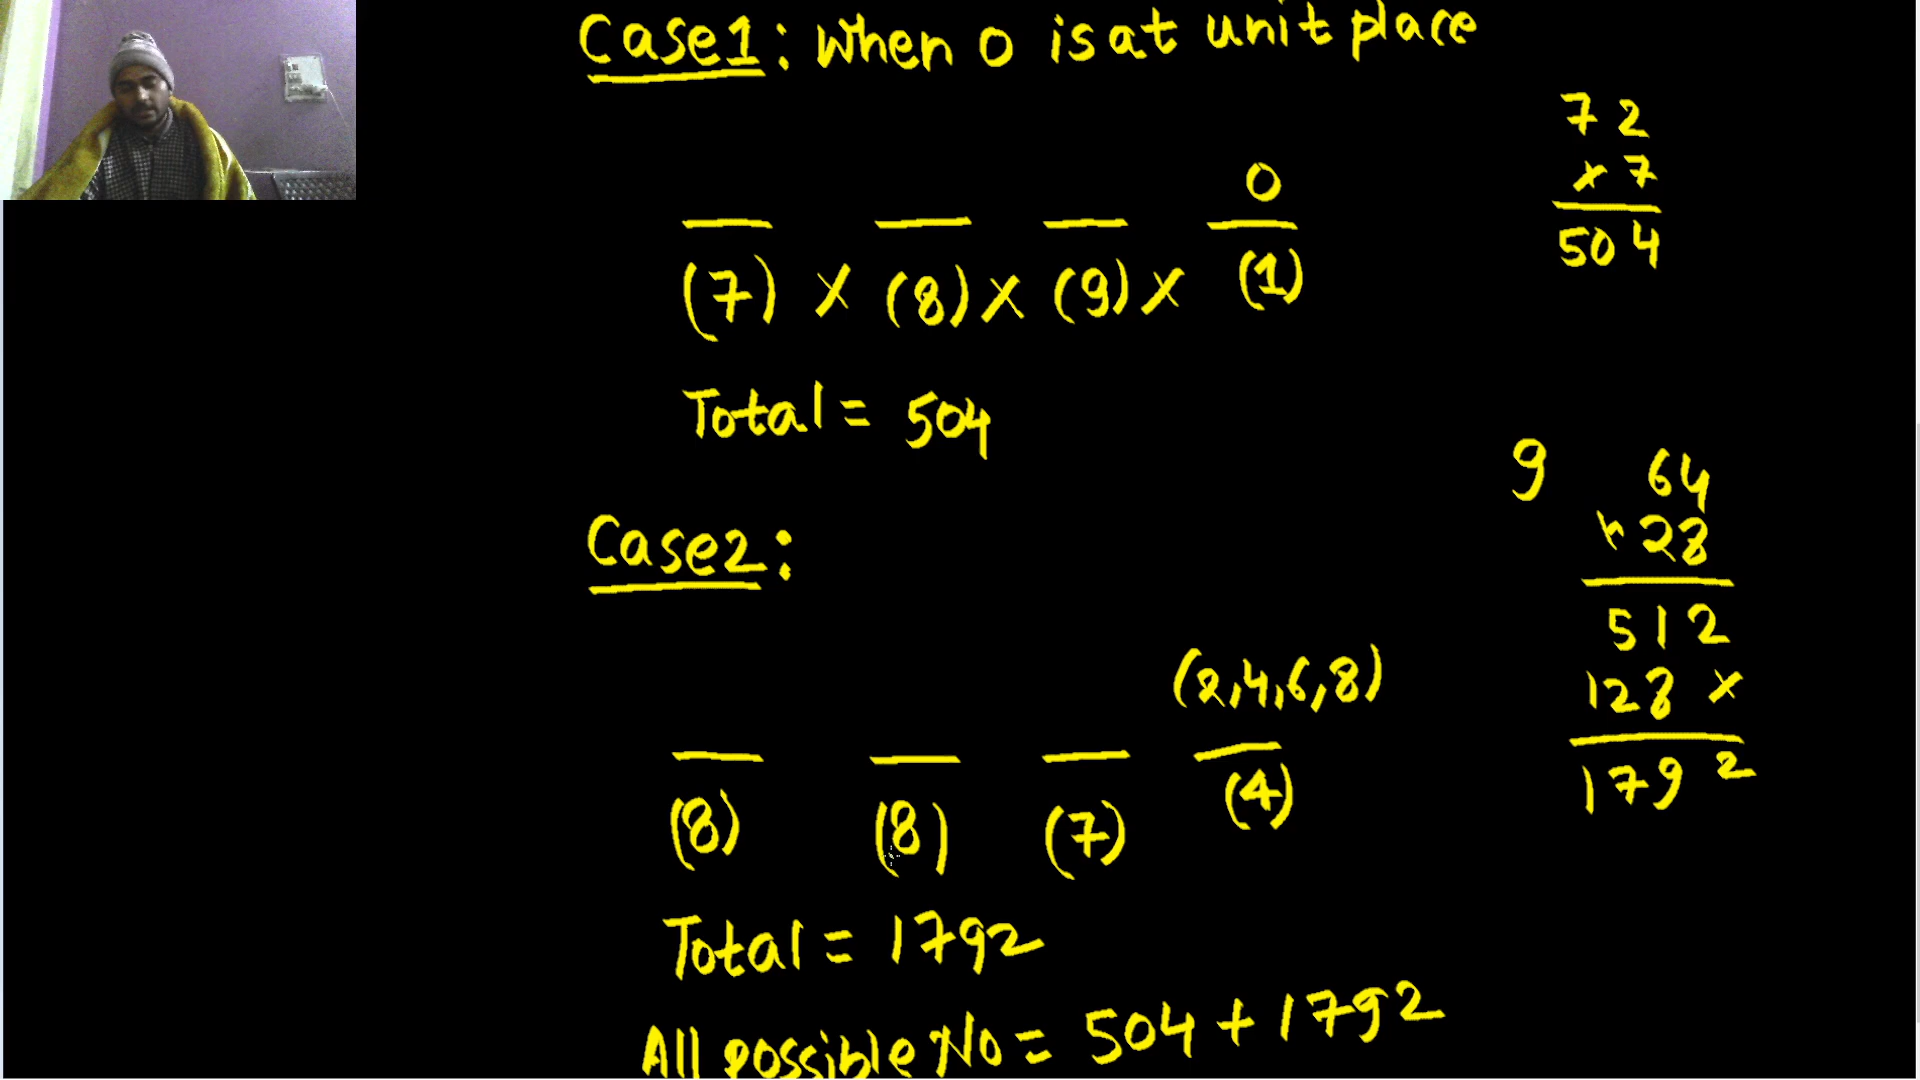 Case1: When 0 is at unit place
72
× 7
504
0
(7) × (8) × (9) × (1)
Total = 504
9
64
× 28
512
128 ×
1792
Case2:
(2,4,6,8)
(8) (8) (7) (4)
Total = 1792
All possible No = 504 + 1792